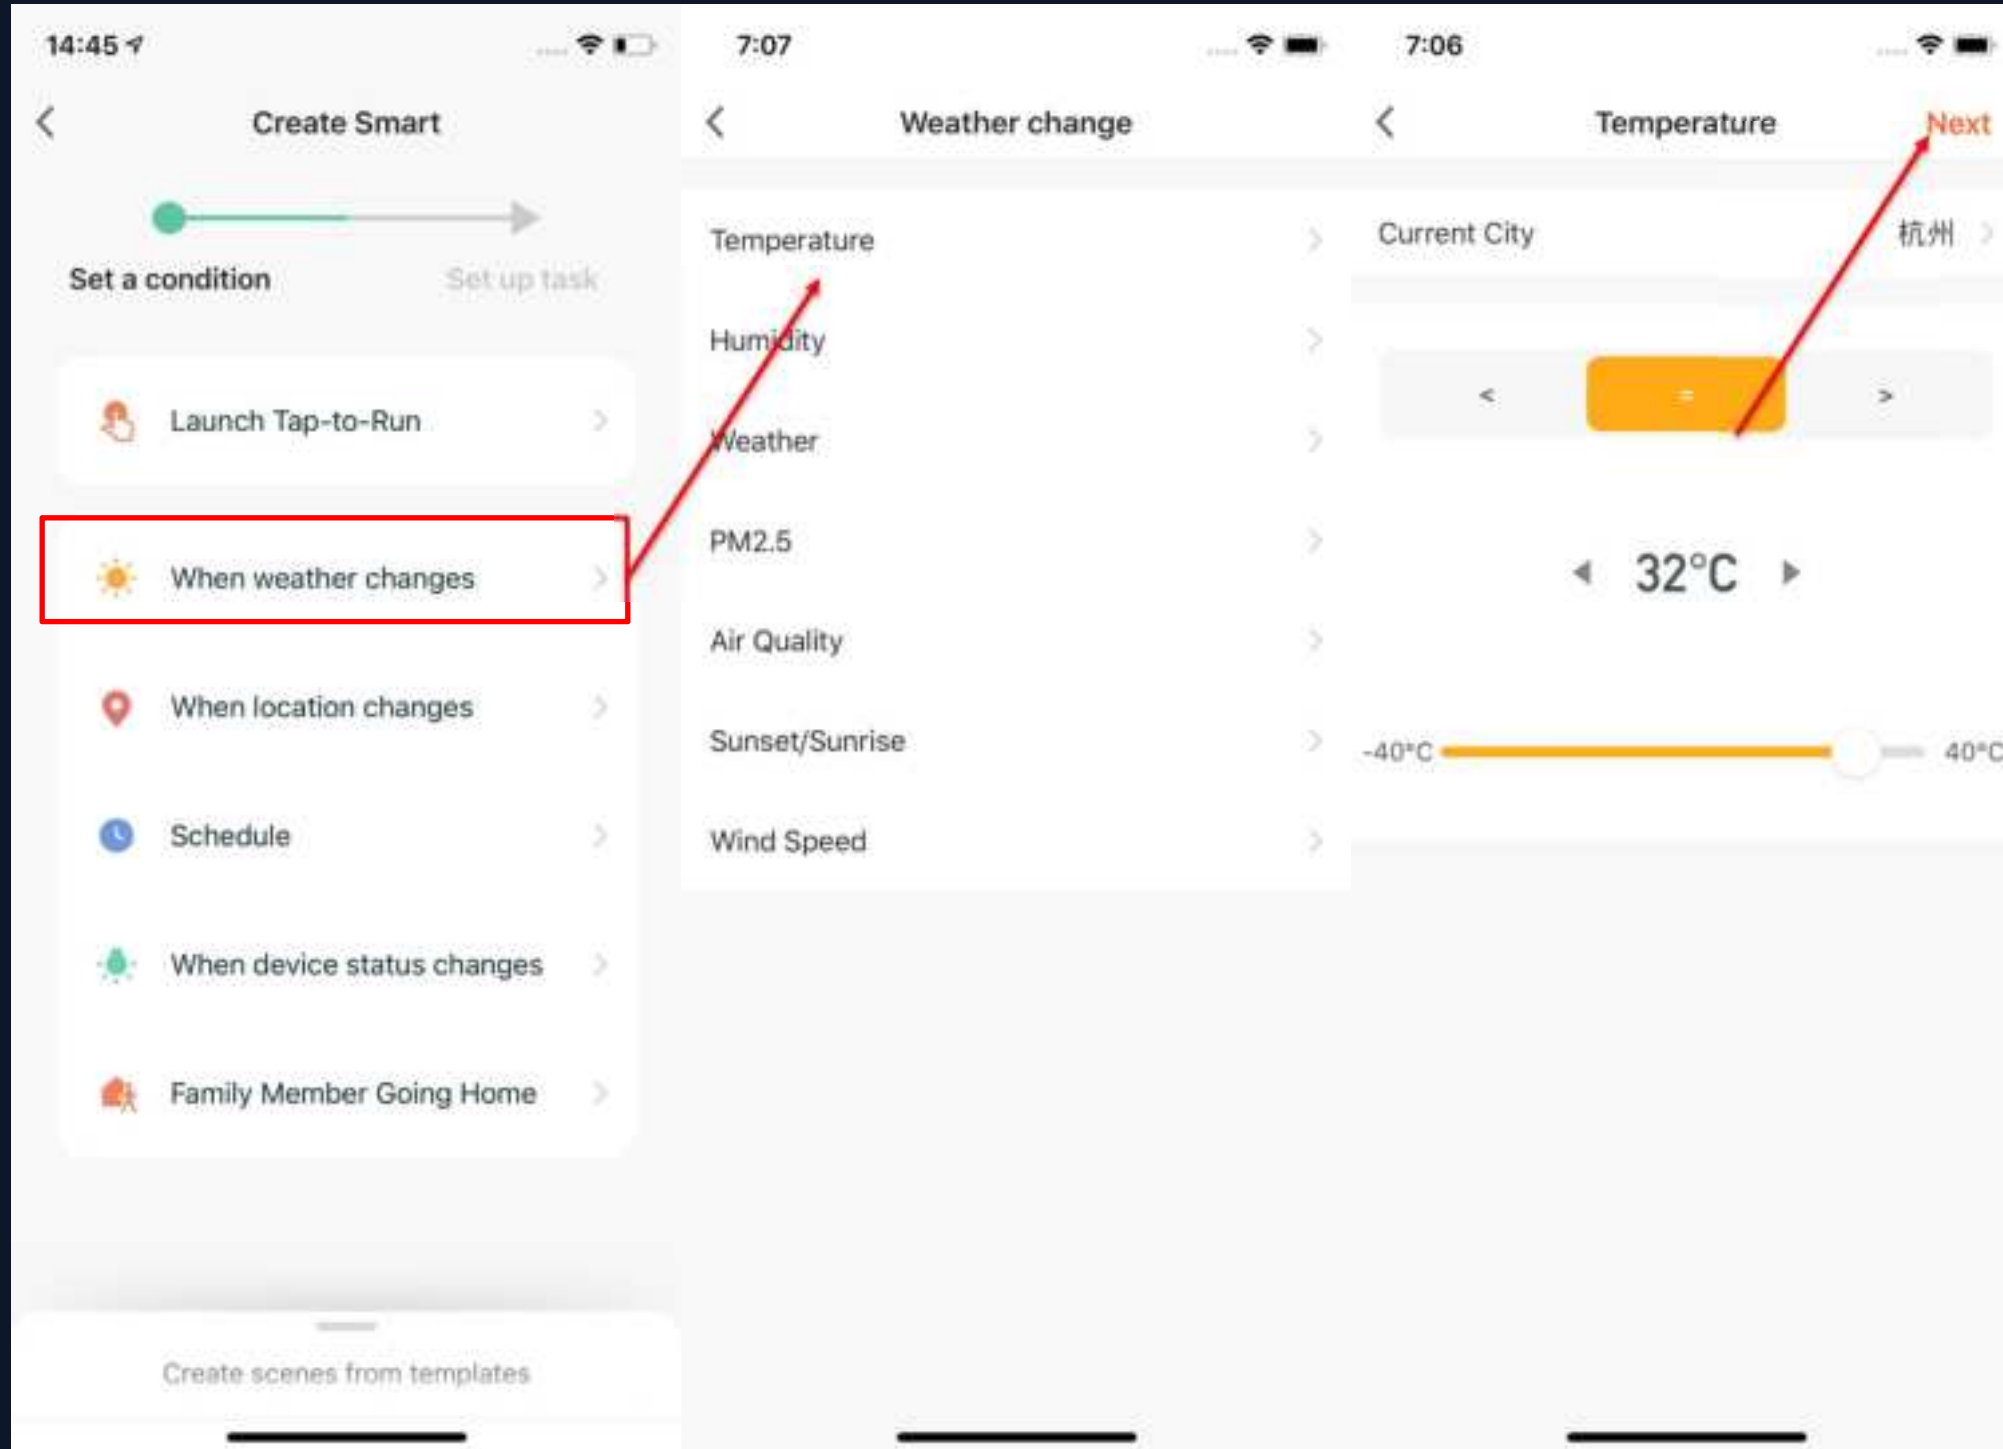 14:45
Create Smart
Set a condition
Set up task
Launch Tap-to-Run
When weather changes
When location changes
Schedule
When device status changes
Family Member Going Home
Create scenes from templates
7:07
Weather change
Temperature
Humidity
Weather
PM2.5
Air Quality
Sunset/Sunrise
Wind Speed
7:06
Temperature
Next
Current City
杭州
<
=
>
32°C
-40°C
40°C